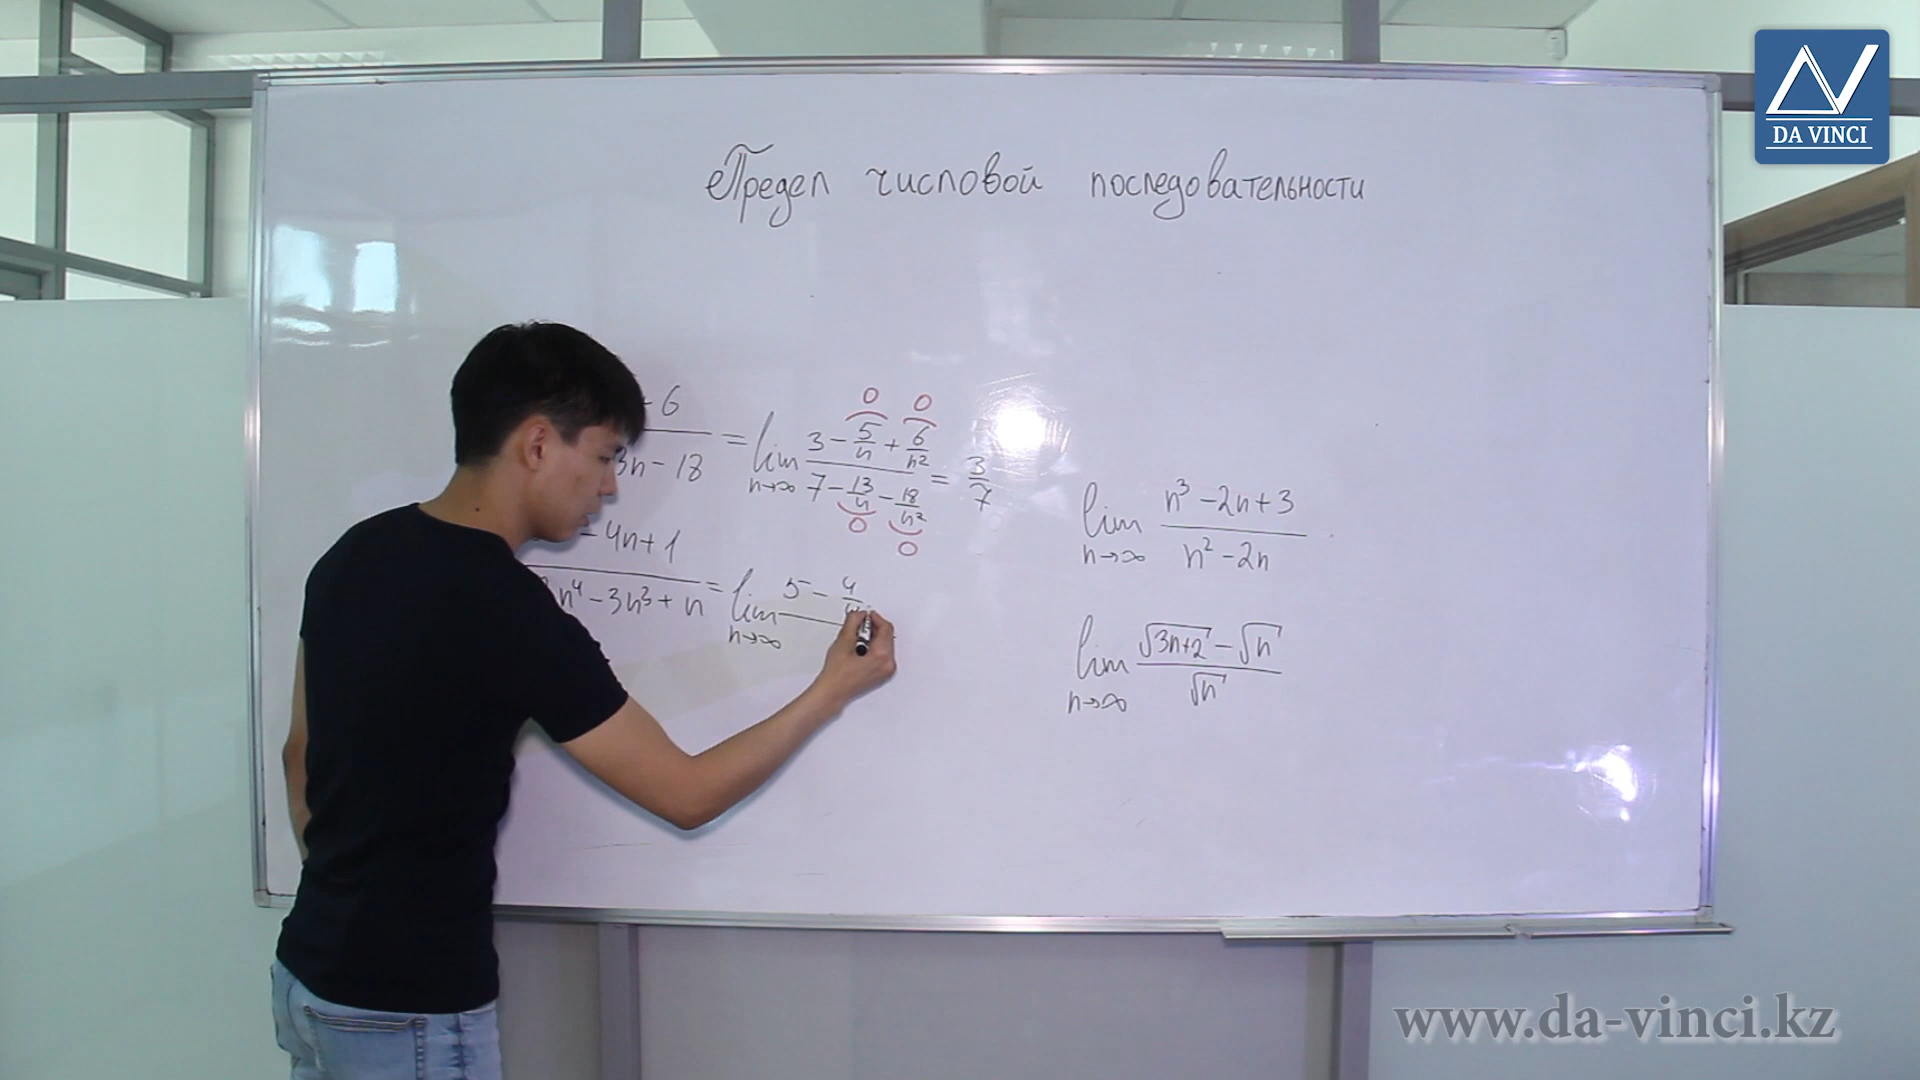 DA VINCI
Предел числовой последовательности
+ 6
3n - 18
= lim n→∞ (3 - 5/n + 6/n²) / (7 - 13/n - 18/n²) = 3/7
0 0
0 0
- 4n + 1
n⁴ - 3n³ + n
= lim n→∞ 5 - 4/
lim n→∞ (n³ - 2n + 3) / (n² - 2n)
lim n→∞ (√3n+2 - √n) / √n
www.da-vinci.kz